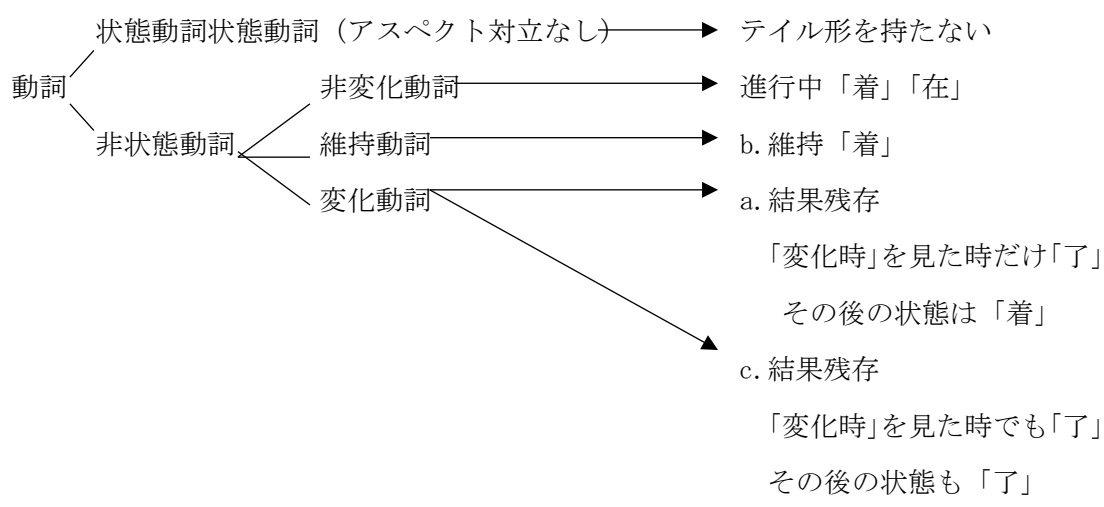 状態動詞状態動詞（アスペクト対立なし） テイル形を持たない
動詞
非変化動詞 進行中「着」「在」
非状態動詞 維持動詞 b.維持「着」
変化動詞 a.結果残存
「変化時」を見た時だけ「了」
その後の状態は「着」
c.結果残存
「変化時」を見た時でも「了」
その後の状態も「了」